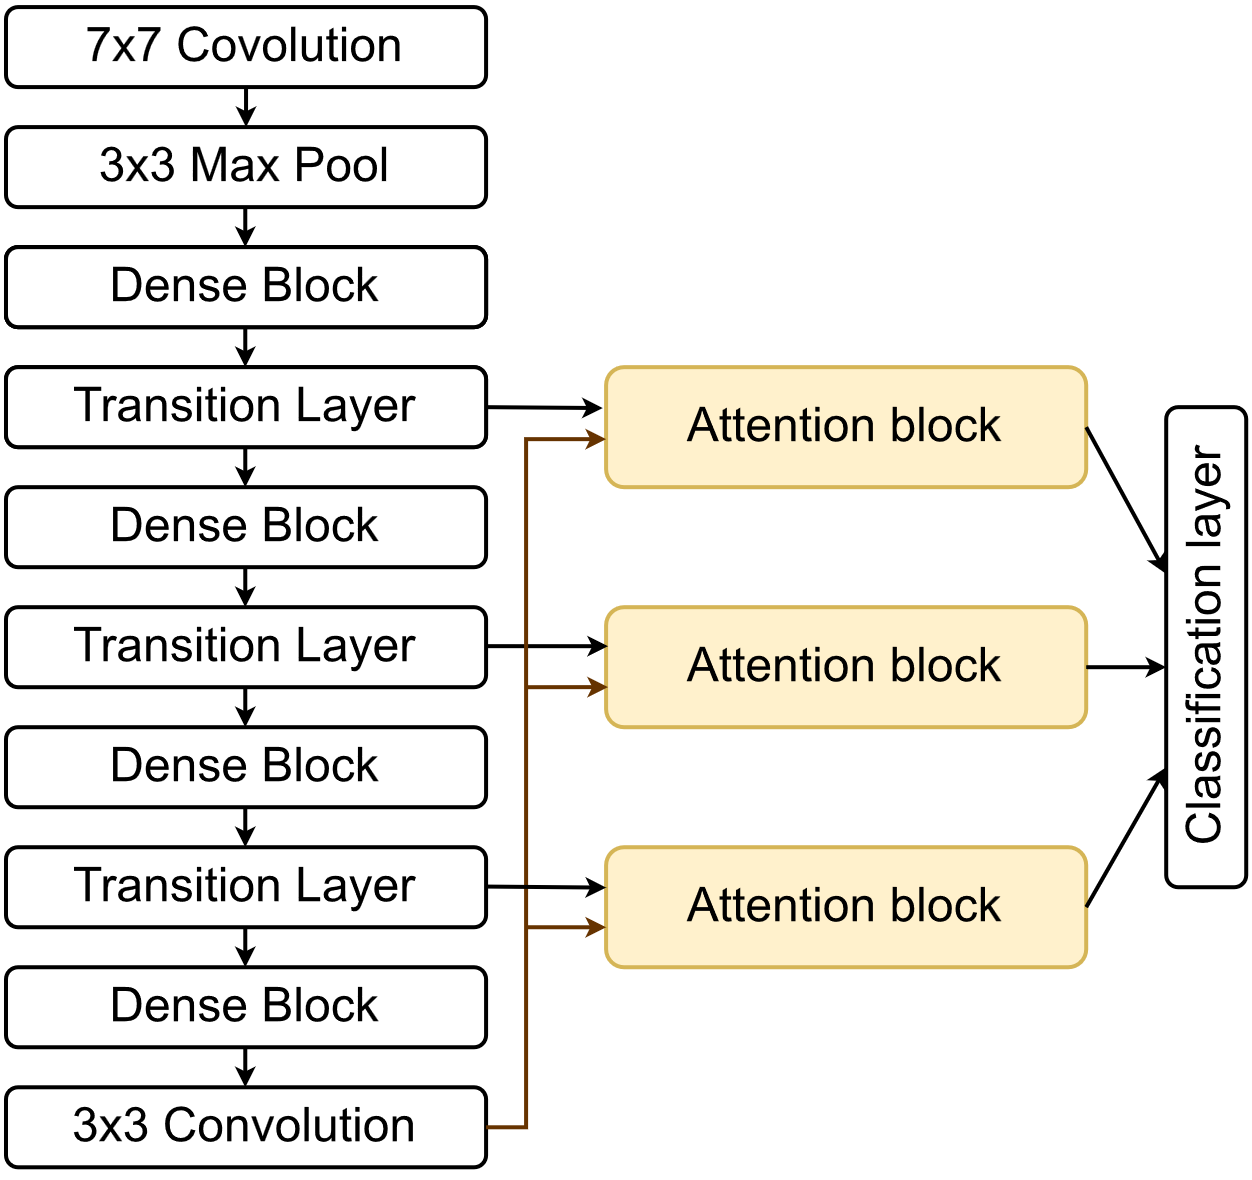 7x7 Covolution
3x3 Max Pool
Dense Block
Transition Layer
Attention block
Dense Block
Transition Layer
Attention block
Dense Block
Transition Layer
Attention block
Dense Block
3x3 Convolution
Classification layer